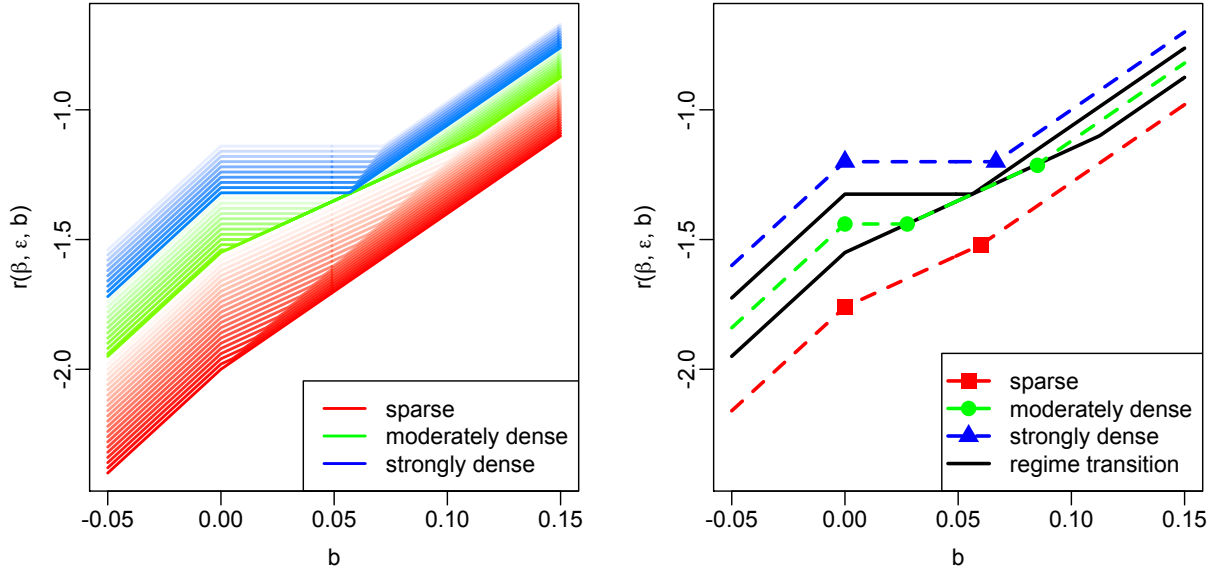 -1.0
-1.5
-2.0
r(β, ε, b)
-0.05 0.00 0.05 0.10 0.15
b
sparse
moderately dense
strongly dense
-1.0
-1.5
-2.0
r(β, ε, b)
-0.05 0.00 0.05 0.10 0.15
b
sparse
moderately dense
strongly dense
regime transition